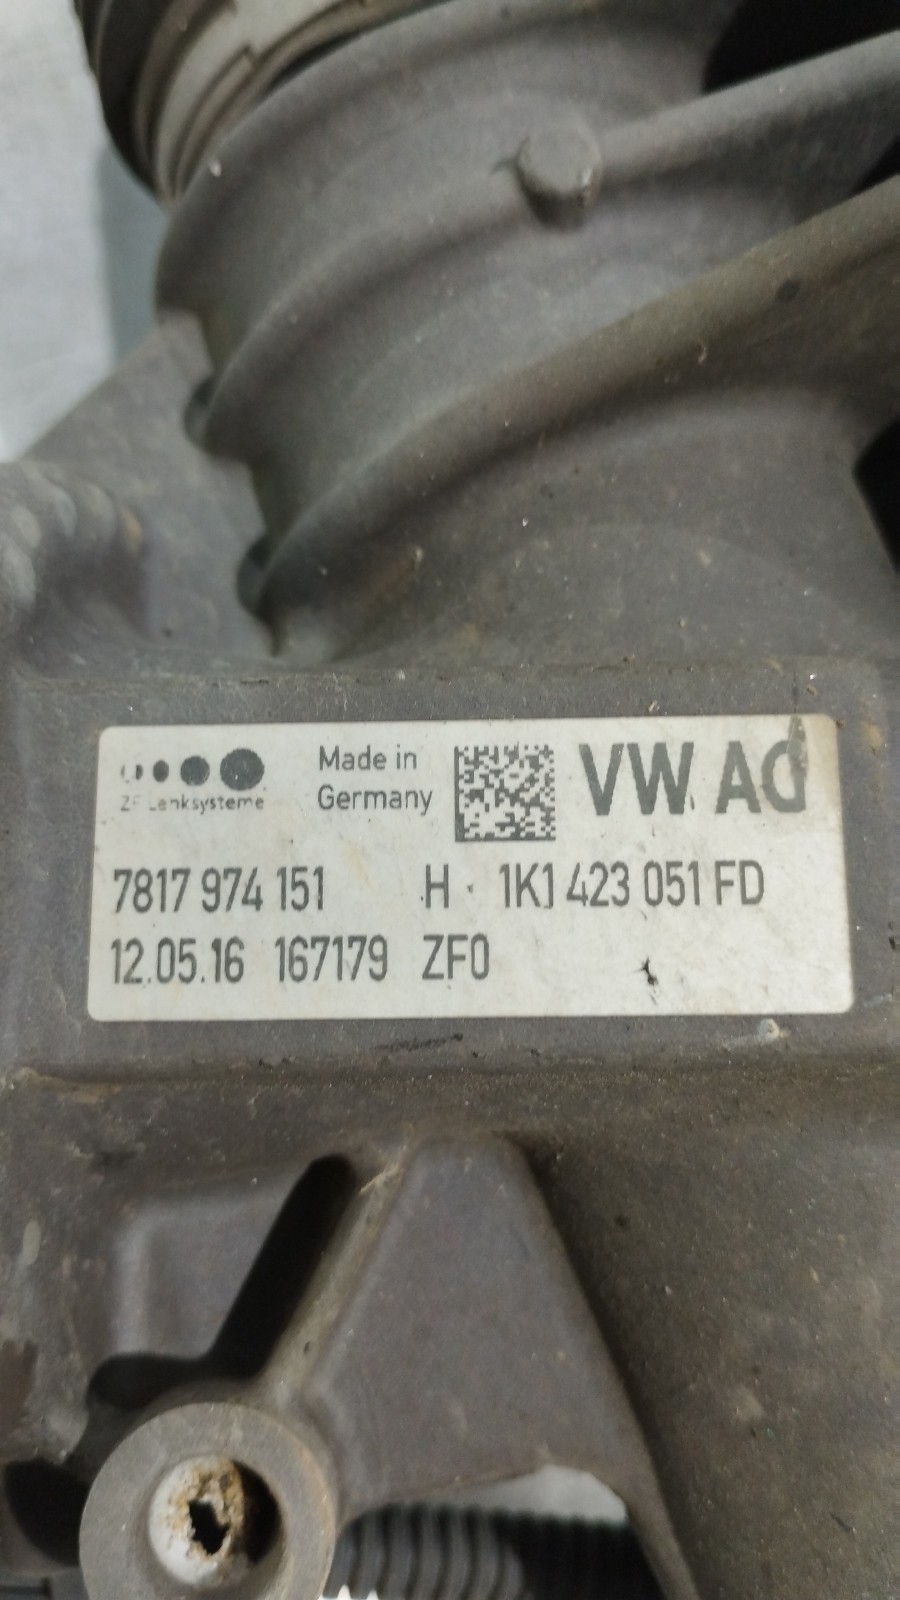 ZF Lenksysteme
Made in
Germany
VW AG
7817 974 151 H 1K1 423 051 FD
12.05.16 167179 ZF0